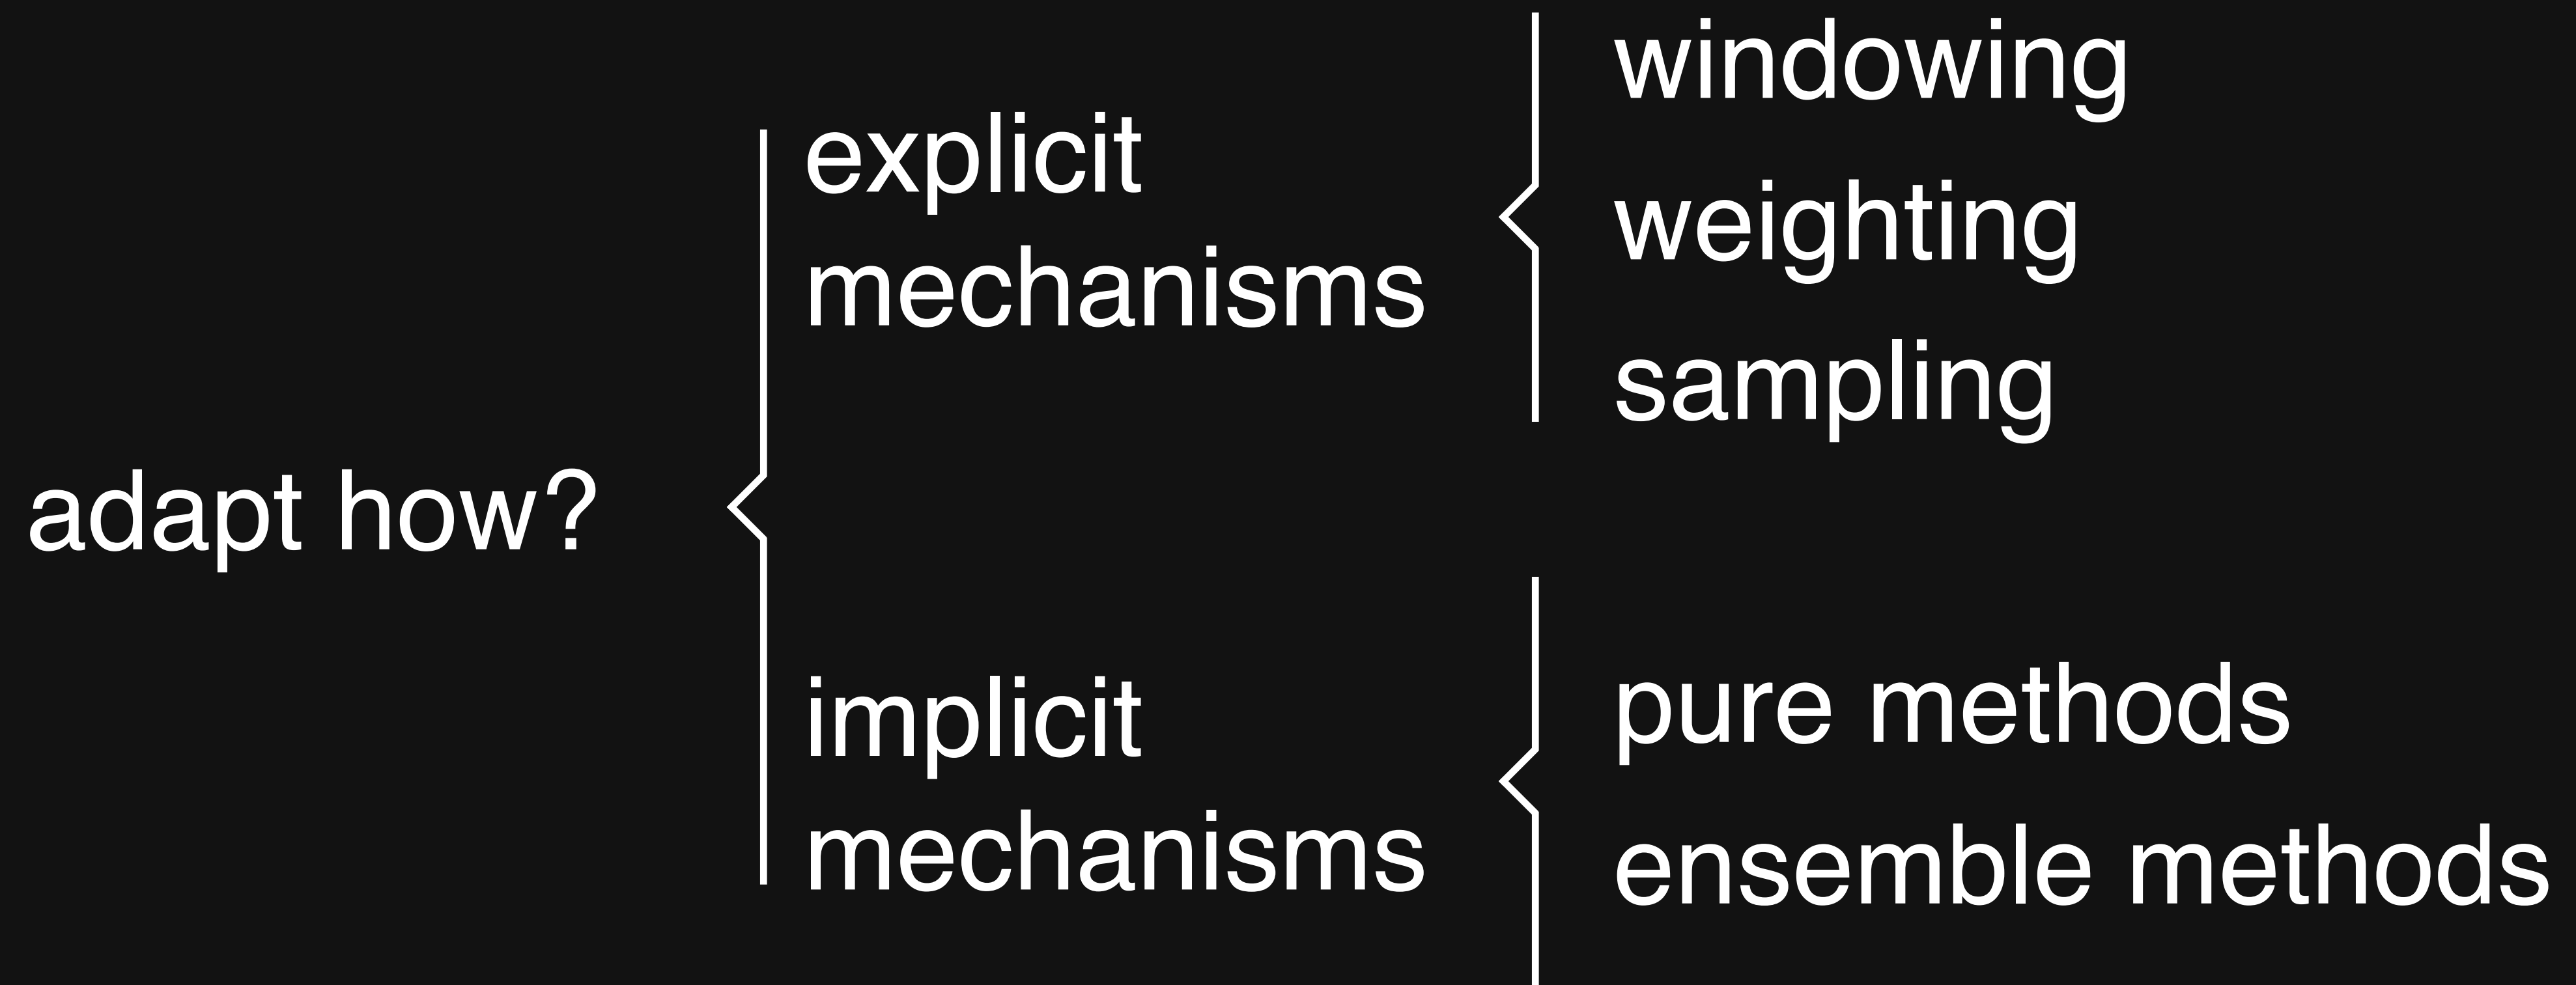 adapt how?
explicit
mechanisms
windowing
weighting
sampling
implicit
mechanisms
pure methods
ensemble methods